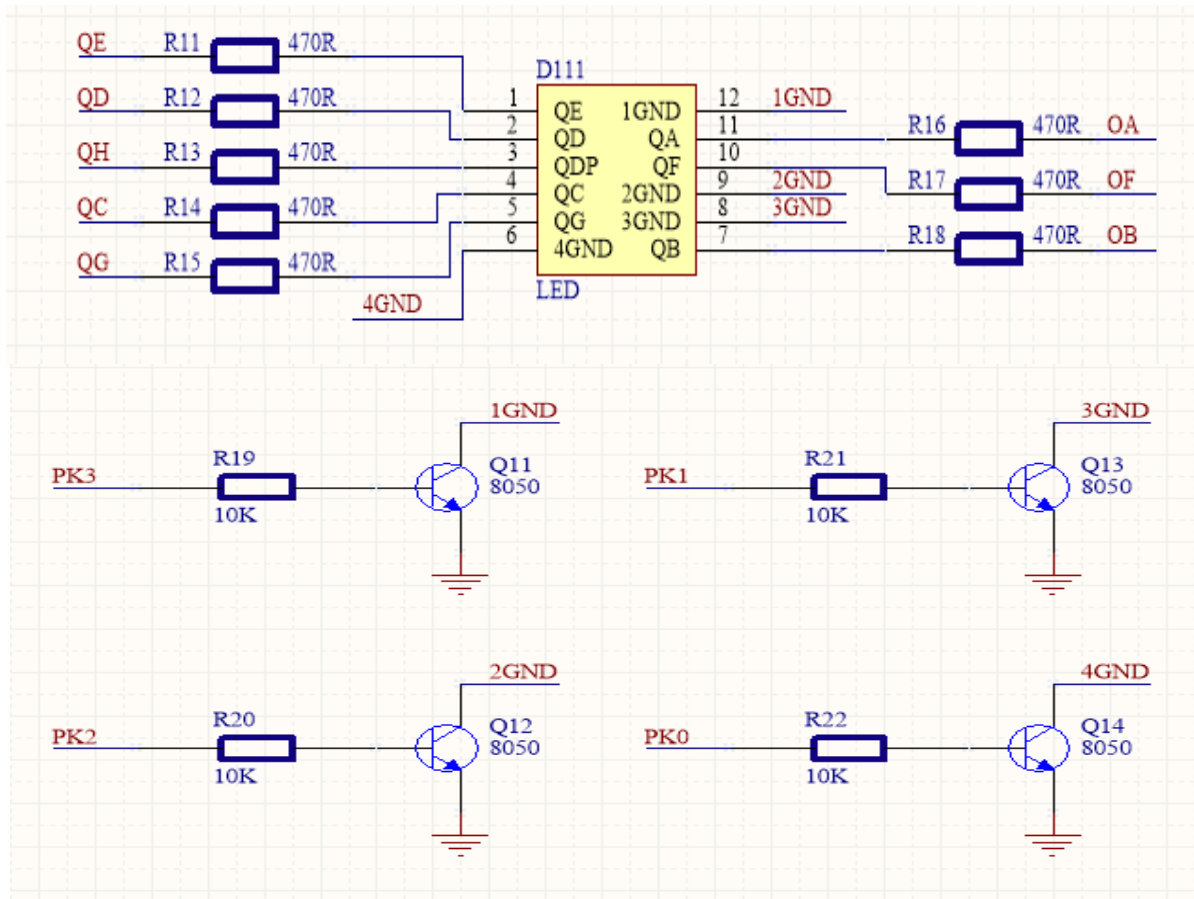 QE R11 470R
D111
QD R12 470R 1 QE 1GND 12 1GND
2 QD QA 11 R16 470R OA
QH R13 470R 3 QDP QF 10
4 QC 2GND 9 2GND R17 470R OF
QC R14 470R 5 QG 3GND 8 3GND
6 4GND QB 7 R18 470R OB
QG R15 470R
LED
4GND
1GND
R19
PK3
Q11
8050
10K
3GND
R21
PK1
Q13
8050
10K
2GND
R20
PK2
Q12
8050
10K
4GND
R22
PK0
Q14
8050
10K